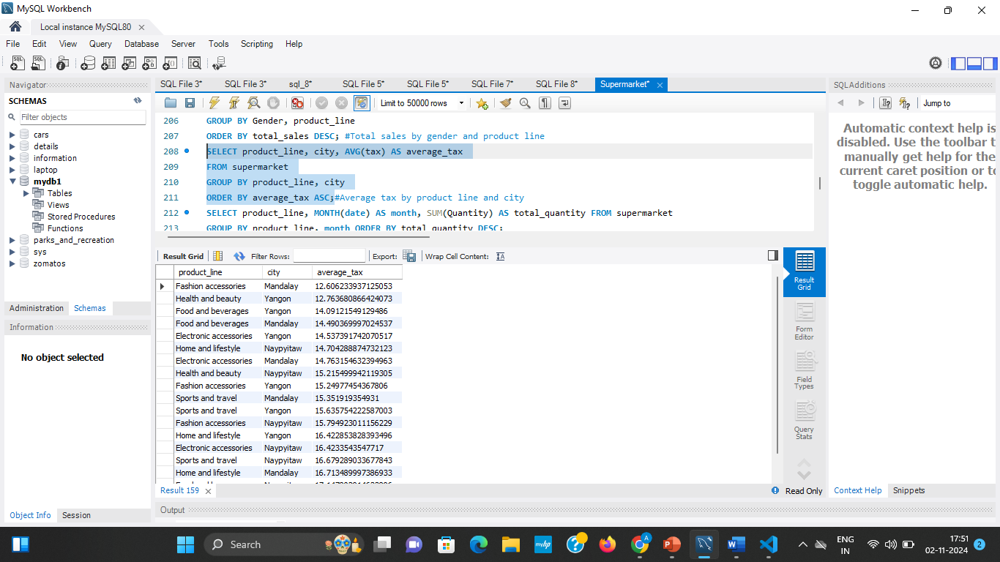 MySQL Workbench
Local instance MySQL80
File Edit View Query Database Server Tools Scripting Help
Navigator
SCHEMAS
Filter objects
cars
details
information
laptop
mydb1
Tables
Views
Stored Procedures
Functions
parks_and_recreation
sys
zomatos
Administration Schemas
Information
No object selected
Object Info Session
SQL File 3* SQL File 3* sql_8* SQL File 5* SQL File 5* SQL File 7* SQL File 8* Supermarket*
Limit to 50000 rows
206 GROUP BY Gender, product_line
207 ORDER BY total_sales DESC; #Total sales by gender and product line
208 SELECT product_line, city, AVG(tax) AS average_tax
209 FROM supermarket
210 GROUP BY product_line, city
211 ORDER BY average_tax ASC;#Average tax by product line and city
212 SELECT product_line, MONTH(date) AS month, SUM(Quantity) AS total_quantity FROM supermarket
213 GROUP BY product_line, month ORDER BY total_quantity DESC;
Result Grid Filter Rows: Export: Wrap Cell Content:
product_line city average_tax
Fashion accessories Mandalay 12.606233937125053
Health and beauty Yangon 12.763680866424073
Food and beverages Yangon 14.09121549129486
Food and beverages Mandalay 14.490369997024537
Electronic accessories Yangon 14.537391742070517
Home and lifestyle Naypyitaw 14.704288874732123
Electronic accessories Mandalay 14.763154632394963
Health and beauty Naypyitaw 15.215499942119305
Fashion accessories Yangon 15.24977454367806
Sports and travel Mandalay 15.351919354931
Sports and travel Yangon 15.635754222587003
Fashion accessories Naypyitaw 15.794923011156229
Home and lifestyle Yangon 16.422853828393496
Electronic accessories Naypyitaw 16.4233543547717
Sports and travel Naypyitaw 16.679289033677843
Home and lifestyle Mandalay 16.713489997386933
Result 159
Read Only
Output
Result
Grid
Form
Editor
Field
Types
Query
Stats
SQLAdditions
Jump to
Automatic context help is
disabled. Use the toolbar t
manually get help for the
current caret position or to
toggle automatic help.
Context Help Snippets
Search
myhp
A
ENG
IN
17:51
02-11-2024
2